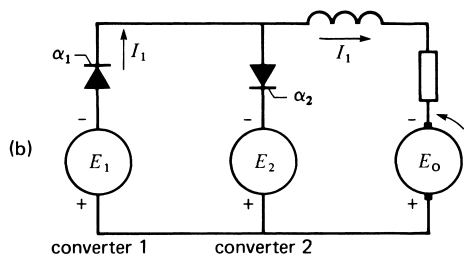 α₁ I₁ I₁
α₂
(b)
- - -
E₁ E₂ Eₒ
+ + +
converter 1 converter 2